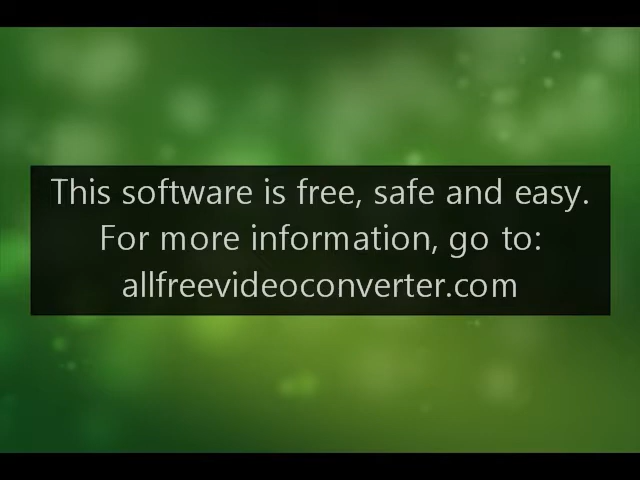 This software is free, safe and easy.
For more information, go to:
allfreevideoconverter.com